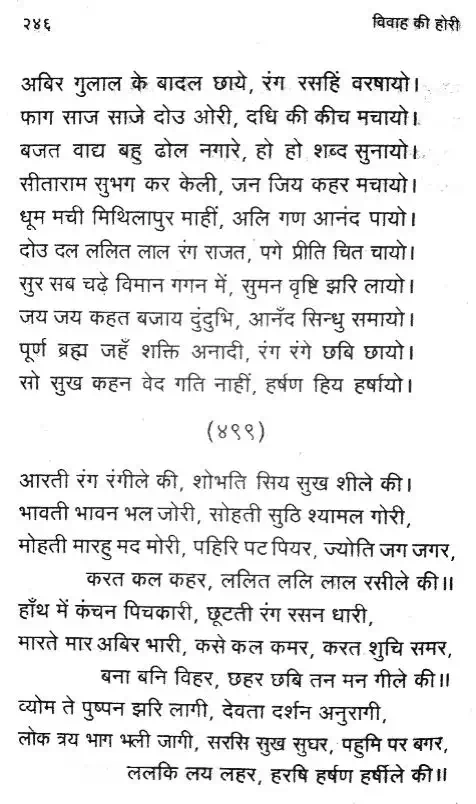 २४६ विवाह की होरी
अबिर गुलाल के बादल छाये, रंग रसहिं वरषायो।
फाग साज साजे दोउ ओरी, दधि की कीच मचायो।
बजत वाद्य बहु ढोल नगारे, हो हो शब्द सुनायो।
सीताराम सुभग कर केली, जन जिय कहर मचायो।
धूम मची मिथिलापुर माहीं, अलि गण आनंद पायो।
दोउ दल ललित लाल रंग राजत, पगे प्रीति चित चायो।
सुर सब चढ़े विमान गगन में, सुमन वृष्टि झरि लायो।
जय जय कहत बजाय दुंदुभि, आनँद सिन्धु समायो।
पूर्ण ब्रह्म जहँ शक्ति अनादी, रंग रंगे छबि छायो।
सो सुख कहन वेद गति नाहीं, हर्षण हिय हर्षायो।
(४९९)
आरती रंग रंगीले की, शोभति सिय सुख शीले की।
भावती भावन भल जोरी, सोहती सुठि श्यामल गोरी,
मोहती मारहु मद मोरी, पहिरि पट पियर, ज्योति जग जगर,
करत कल कहर, ललित ललि लाल रसीले की॥
हाँथ में कंचन पिचकारी, छूटती रंग रसन धारी,
मारते मार अबिर भारी, कसे कल कमर, करत शुचि समर,
बना बनि विहर, छहर छबि तन मन गीले की॥
व्योम ते पुष्पन झरि लागी, देवता दर्शन अनुरागी,
लोक त्रय भाग भली जागी, सरसि सुख सुघर, पहुमि पर बगर,
ललकि लय लहर, हरषि हर्षण हर्षीले की॥